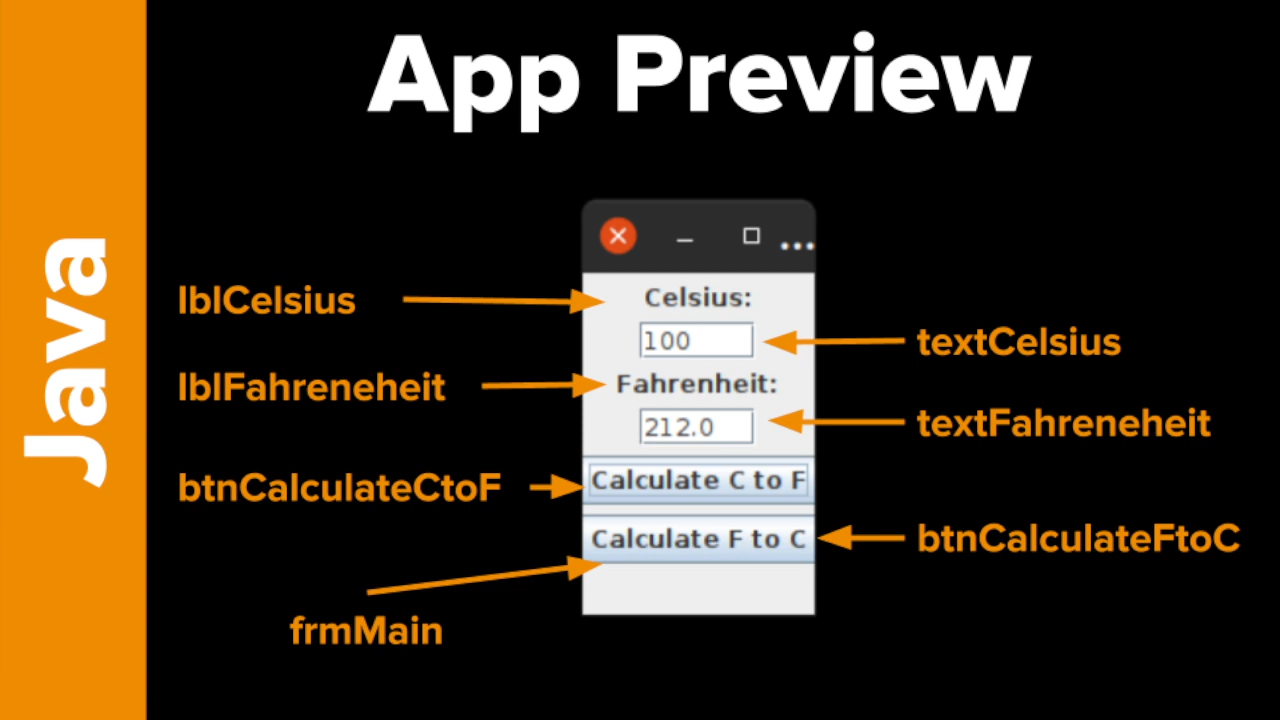 App Preview
Java
lblCelsius
Celsius:
100
textCelsius
lblFahreneheit
Fahrenheit:
212.0
textFahreneheit
btnCalculateCtoF
Calculate C to F
Calculate F to C
btnCalculateFtoC
frmMain